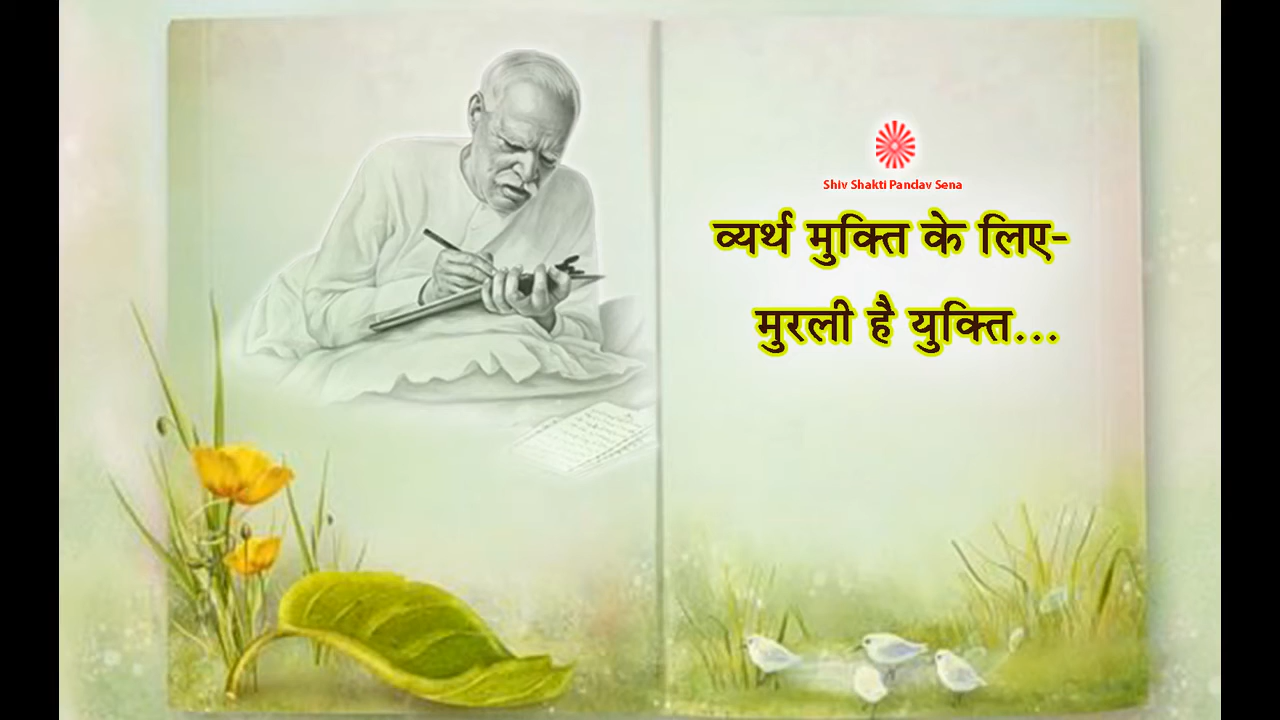 Shiv Shakti Pandav Sena
व्यर्थ मुक्ति के लिए-
मुरली है युक्ति...